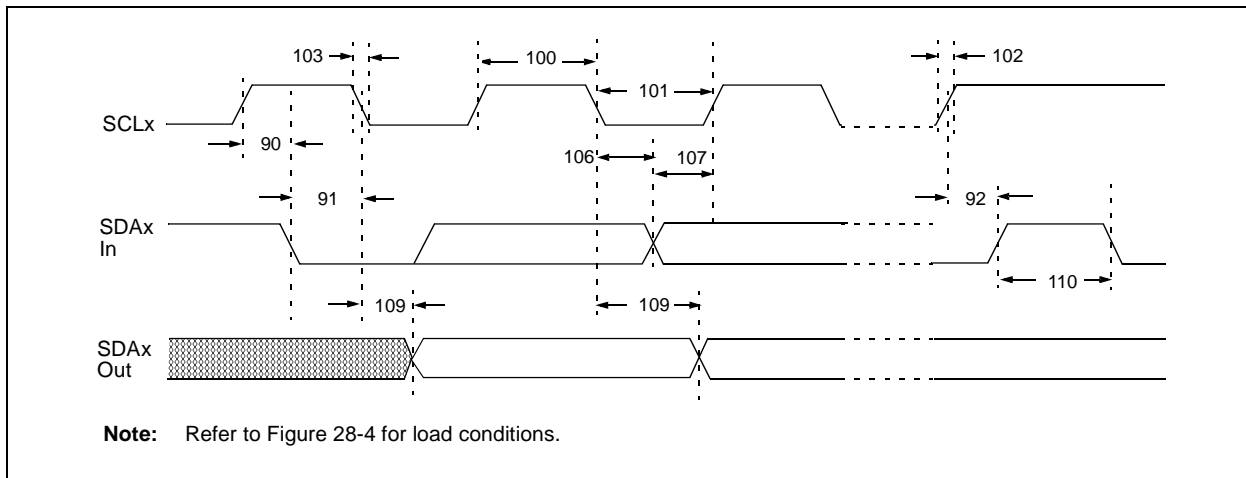 103
100
102
101
SCLx
90
106
107
91
92
SDAx
In
110
109
109
SDAx
Out
Note: Refer to Figure 28-4 for load conditions.